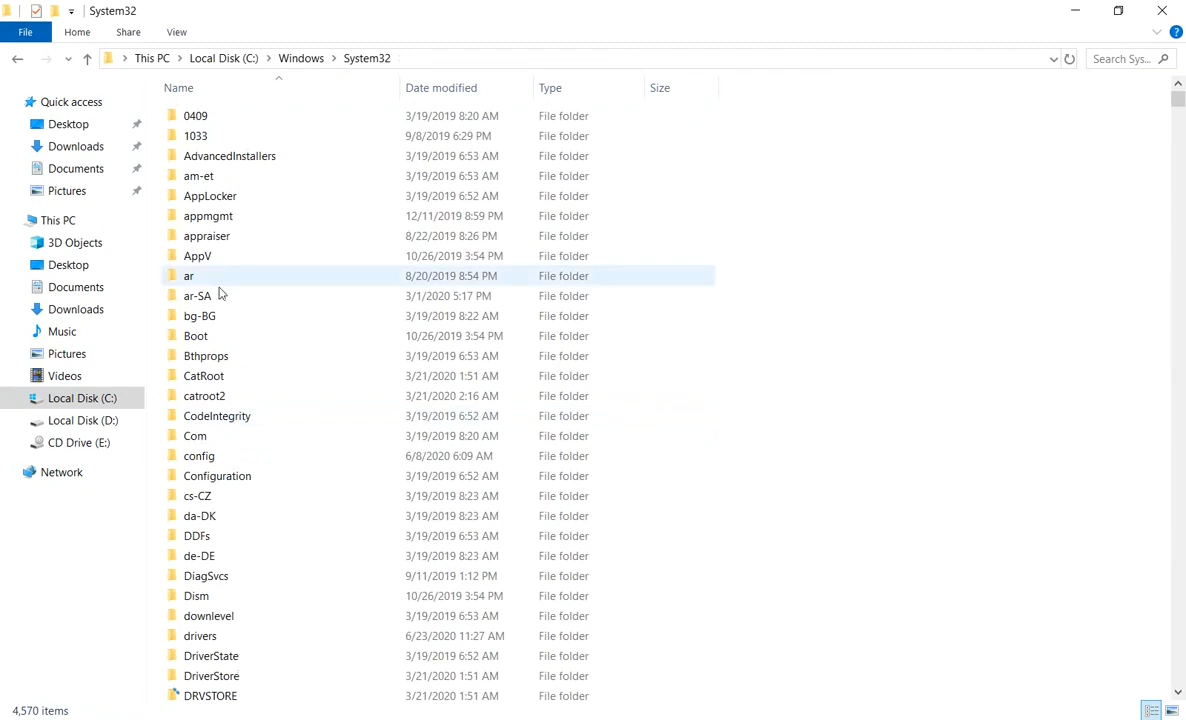 System32
File Home Share View
This PC Local Disk (C:) Windows System32 Search Sys...
Name Date modified Type Size
Quick access
Desktop
Downloads
Documents
Pictures
This PC
3D Objects
Desktop
Documents
Downloads
Music
Pictures
Videos
Local Disk (C:)
Local Disk (D:)
CD Drive (E:)
Network
0409 3/19/2019 8:20 AM File folder
1033 9/8/2019 6:29 PM File folder
AdvancedInstallers 3/19/2019 6:53 AM File folder
am-et 3/19/2019 6:53 AM File folder
AppLocker 3/19/2019 6:52 AM File folder
appmgmt 12/11/2019 8:59 PM File folder
appraiser 8/22/2019 8:26 PM File folder
AppV 10/26/2019 3:54 PM File folder
ar 8/20/2019 8:54 PM File folder
ar-SA 3/1/2020 5:17 PM File folder
bg-BG 3/19/2019 8:22 AM File folder
Boot 10/26/2019 3:54 PM File folder
Bthprops 3/19/2019 6:53 AM File folder
CatRoot 3/21/2020 1:51 AM File folder
catroot2 3/21/2020 2:16 AM File folder
CodeIntegrity 3/19/2019 6:52 AM File folder
Com 3/19/2019 8:20 AM File folder
config 6/8/2020 6:09 AM File folder
Configuration 3/19/2019 6:52 AM File folder
cs-CZ 3/19/2019 8:23 AM File folder
da-DK 3/19/2019 8:23 AM File folder
DDFs 3/19/2019 6:53 AM File folder
de-DE 3/19/2019 8:23 AM File folder
DiagSvcs 9/11/2019 1:12 PM File folder
Dism 10/26/2019 3:54 PM File folder
downlevel 3/19/2019 6:53 AM File folder
drivers 6/23/2020 11:27 AM File folder
DriverState 3/19/2019 6:52 AM File folder
DriverStore 3/21/2020 1:51 AM File folder
DRVSTORE 3/21/2020 1:51 AM File folder
4,570 items